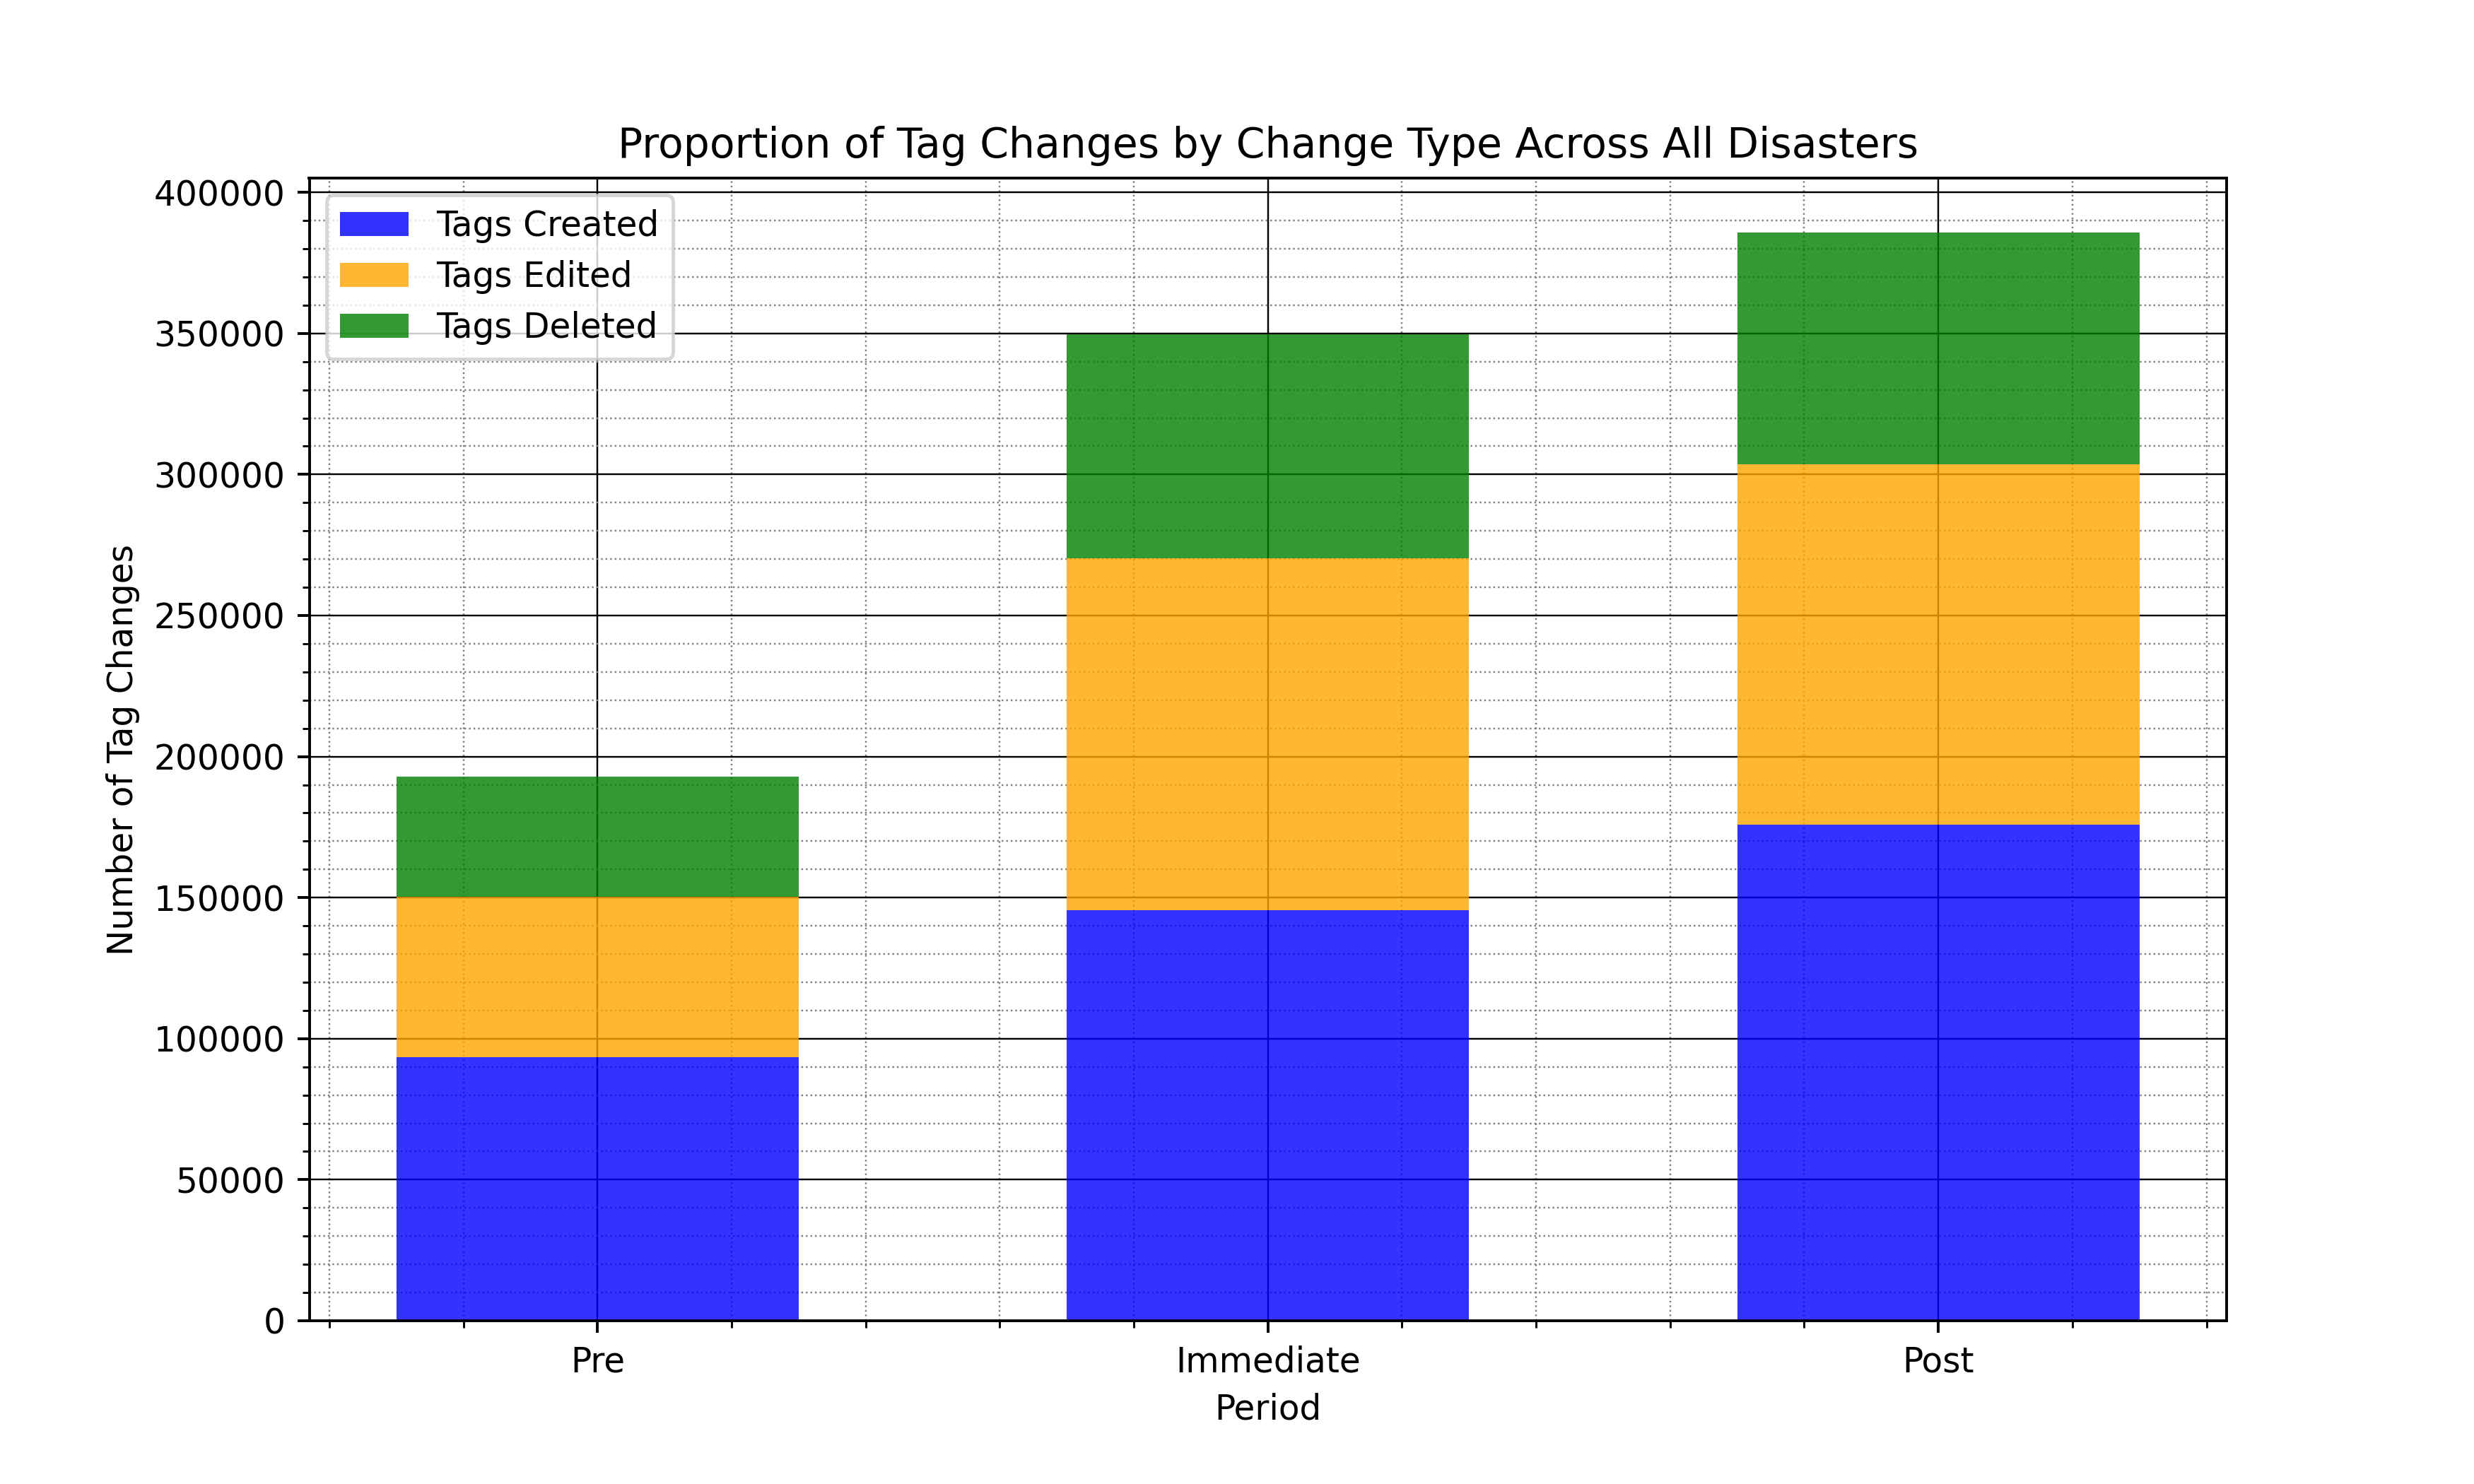 Proportion of Tag Changes by Change Type Across All Disasters
400000
350000
300000
250000
200000
150000
100000
50000
0
Number of Tag Changes
Tags Created
Tags Edited
Tags Deleted
Pre
Immediate
Post
Period